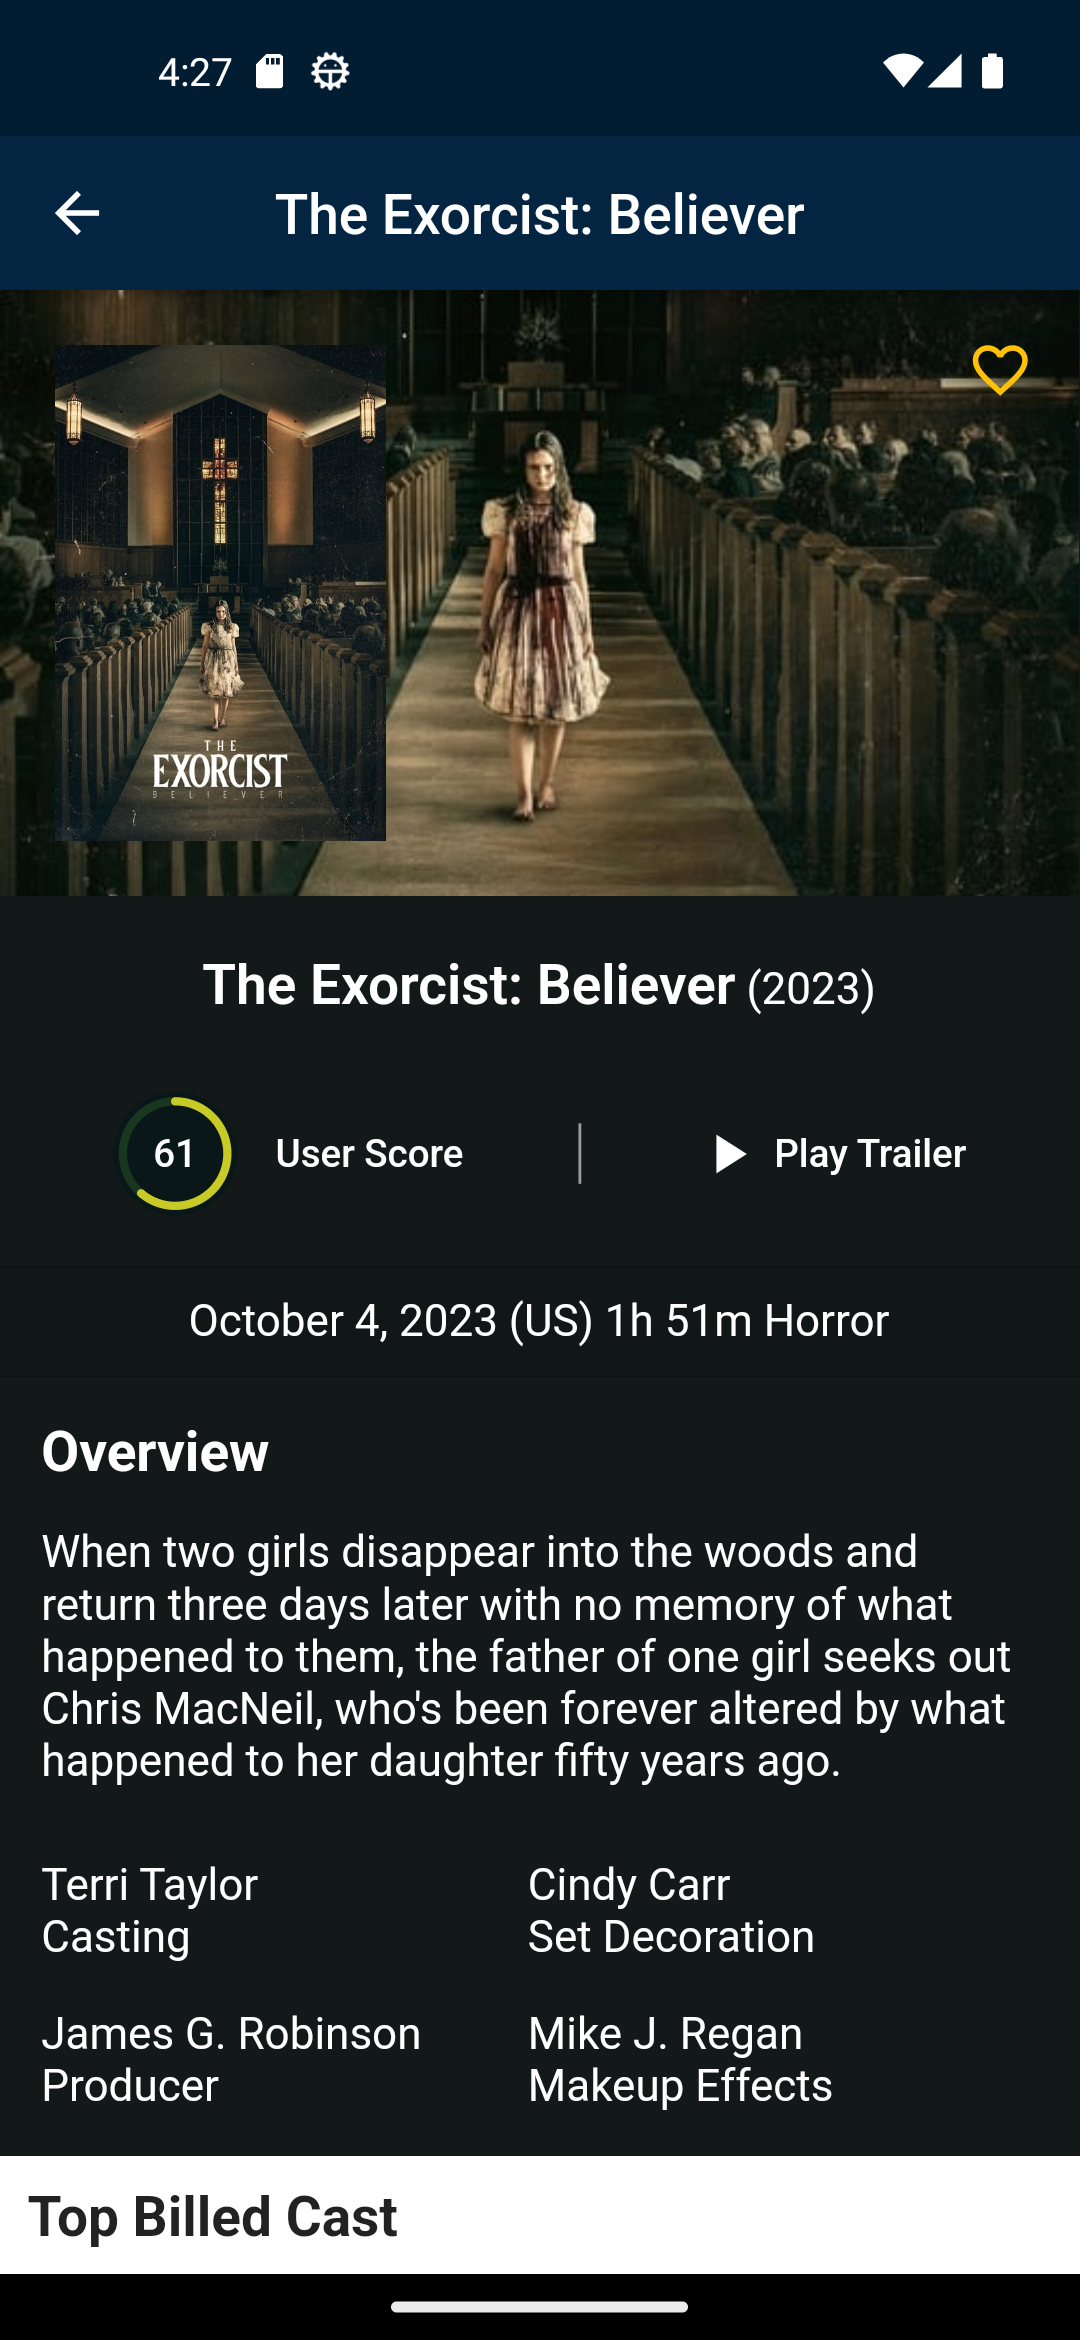 4:27
The Exorcist: Believer
THE
EXORCIST
BELIEVER
The Exorcist: Believer (2023)
61 User Score
Play Trailer
October 4, 2023 (US) 1h 51m Horror
Overview
When two girls disappear into the woods and
return three days later with no memory of what
happened to them, the father of one girl seeks out
Chris MacNeil, who's been forever altered by what
happened to her daughter fifty years ago.
Terri Taylor
Casting
Cindy Carr
Set Decoration
James G. Robinson
Producer
Mike J. Regan
Makeup Effects
Top Billed Cast